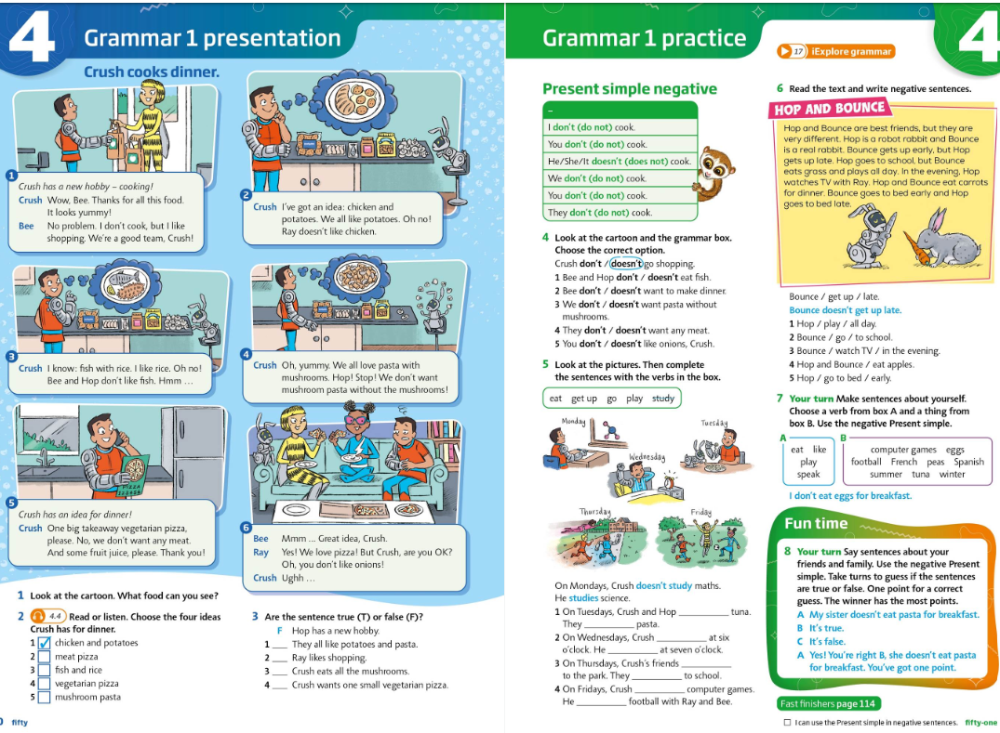 4
Grammar 1 presentation
Crush cooks dinner.
1
Crush has a new hobby – cooking!
Crush Wow, Bee. Thanks for all this food.
It looks yummy!
Bee No problem. I don't cook, but I like
shopping. We're a good team, Crush!
2
Crush I've got an idea: chicken and
potatoes. We all like potatoes. Oh no!
Ray doesn't like chicken.
3
Crush I know: fish with rice. I like rice. Oh no!
Bee and Hop don't like fish. Hmm …
4
Crush Oh, yummy. We all love pasta with
mushrooms. Hop! Stop! We don't want
mushroom pasta without the mushrooms!
PIZZA
123456
5
Crush has an idea for dinner!
Crush One big takeaway vegetarian pizza,
please. No, we don't want any meat.
And some fruit juice, please. Thank you!
6
Bee Mmm … Great idea, Crush.
Ray Yes! We love pizza! But Crush, are you OK?
Oh, you don't like onions!
Crush Ughh …
1 Look at the cartoon. What food can you see?
2 4.4 Read or listen. Choose the four ideas
Crush has for dinner.
1 ✓ chicken and potatoes
2 meat pizza
3 fish and rice
4 vegetarian pizza
5 mushroom pasta
3 Are the sentence true (T) or false (F)?
F Hop has a new hobby.
1 ___ They all like potatoes and pasta.
2 ___ Ray likes shopping.
3 ___ Crush eats all the mushrooms.
4 ___ Crush wants one small vegetarian pizza.
fifty
Grammar 1 practice
4
17 iExplore grammar
Present simple negative
–
I don't (do not) cook.
You don't (do not) cook.
He/She/It doesn't (does not) cook.
We don't (do not) cook.
You don't (do not) cook.
They don't (do not) cook.
4 Look at the cartoon and the grammar box.
Choose the correct option.
Crush don't / doesn't go shopping.
1 Bee and Hop don't / doesn't eat fish.
2 Bee don't / doesn't want to make dinner.
3 We don't / doesn't want pasta without
mushrooms.
4 They don't / doesn't want any meat.
5 You don't / doesn't like onions, Crush.
5 Look at the pictures. Then complete
the sentences with the verbs in the box.
eat get up go play study
Monday
Tuesday
Wednesday
Thursday
Friday
On Mondays, Crush doesn't study maths.
He studies science.
1 On Tuesdays, Crush and Hop __________ tuna.
They __________ pasta.
2 On Wednesdays, Crush __________ at six
o'clock. He __________ at seven o'clock.
3 On Thursdays, Crush's friends __________
to the park. They __________ to school.
4 On Fridays, Crush __________ computer games.
He __________ football with Ray and Bee.
6 Read the text and write negative sentences.
HOP AND BOUNCE
Hop and Bounce are best friends, but they are
very different. Hop is a robot rabbit and Bounce
is a real rabbit. Bounce gets up early, but Hop
gets up late. Hop goes to school, but Bounce
eats grass and plays all day. In the evening, Hop
watches TV with Ray. Hop and Bounce eat carrots
for dinner. Bounce goes to bed early and Hop
goes to bed late.
Bounce / get up / late.
Bounce doesn't get up late.
1 Hop / play / all day.
2 Bounce / go / to school.
3 Bounce / watch TV / in the evening.
4 Hop and Bounce / eat apples.
5 Hop / go to bed / early.
7 Your turn Make sentences about yourself.
Choose a verb from box A and a thing from
box B. Use the negative Present simple.
A
eat like
play
speak
B
computer games eggs
football French peas Spanish
summer tuna winter
I don't eat eggs for breakfast.
Fun time
8 Your turn Say sentences about your
friends and family. Use the negative Present
simple. Take turns to guess if the sentences
are true or false. One point for a correct
guess. The winner has the most points.
A My sister doesn't eat pasta for breakfast.
B It's true.
C It's false.
A Yes! You're right B, she doesn't eat pasta
for breakfast. You've got one point.
Fast finishers page 114
I can use the Present simple in negative sentences. fifty-one